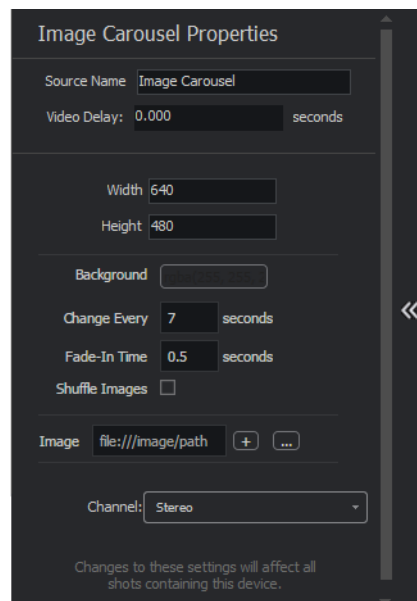 Image Carousel Properties
Source Name Image Carousel
Video Delay: 0.000 seconds
Width 640
Height 480
Background
Change Every 7 seconds
Fade-In Time 0.5 seconds
Shuffle Images
Image file:///image/path + ...
Channel: Stereo
Changes to these settings will affect all
shots containing this device.